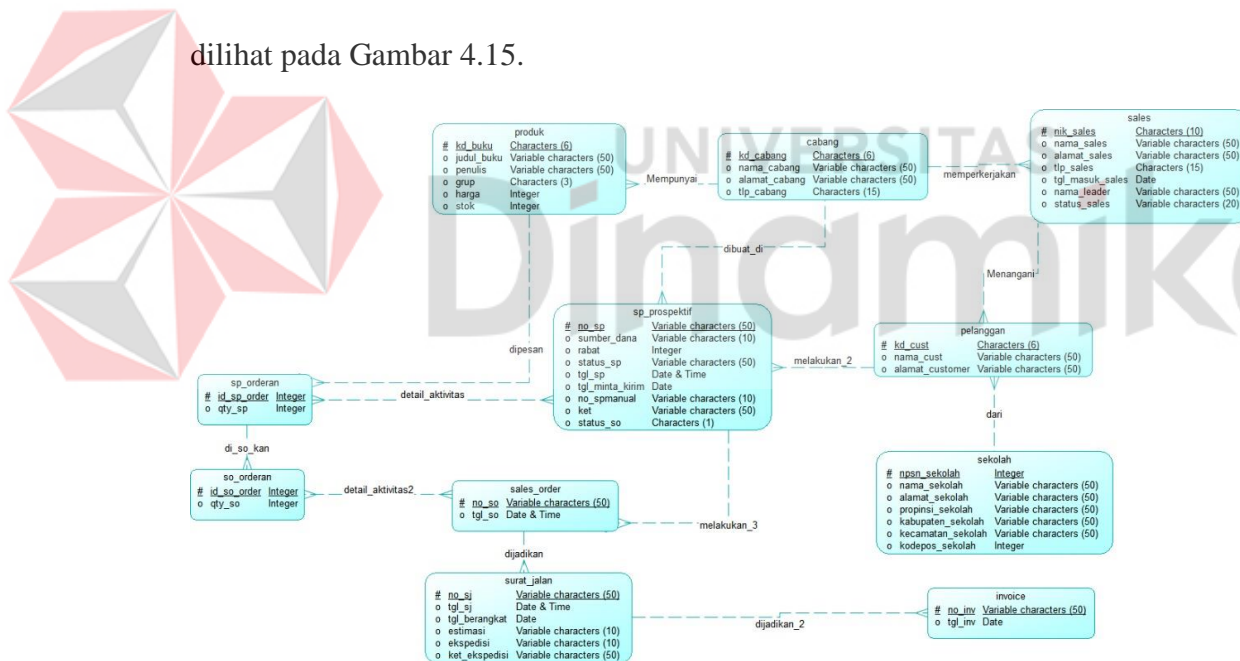 dilihat pada Gambar 4.15.
UNIVERSITAS
Dinamika
produk
# kd_buku Characters (6)
o judul_buku Variable characters (50)
o penulis Variable characters (50)
o grup Characters (3)
o harga Integer
o stok Integer
Mempunyai
cabang
# kd_cabang Characters (6)
o nama_cabang Variable characters (50)
o alamat_cabang Variable characters (50)
o tlp_cabang Characters (15)
memperkerjakan
sales
# nik_sales Characters (10)
o nama_sales Variable characters (50)
o alamat_sales Variable characters (50)
o tlp_sales Characters (15)
o tgl_masuk_sales Date
o nama_leader Variable characters (50)
o status_sales Variable characters (20)
dibuat_di
Menangani
dipesan
sp_prospektif
# no_sp Variable characters (50)
o sumber_dana Variable characters (10)
o rabat Integer
o status_sp Variable characters (50)
o tgl_sp Date & Time
o tgl_minta_kirim Date
o no_spmanual Variable characters (10)
o ket Variable characters (50)
o status_so Characters (1)
melakukan_2
pelanggan
# kd_cust Characters (6)
o nama_cust Variable characters (50)
o alamat_customer Variable characters (50)
sp_orderan
# id_sp_order Integer
o qty_sp Integer
detail_aktivitas
dari
di_so_kan
so_orderan
# id_so_order Integer
o qty_so Integer
detail_aktivitas2
sales_order
# no_so Variable characters (50)
o tgl_so Date & Time
melakukan_3
sekolah
# npsn_sekolah Integer
o nama_sekolah Variable characters (50)
o alamat_sekolah Variable characters (50)
o propinsi_sekolah Variable characters (50)
o kabupaten_sekolah Variable characters (50)
o kecamatan_sekolah Variable characters (50)
o kodepos_sekolah Integer
dijadikan
surat_jalan
# no_sj Variable characters (50)
o tgl_sj Date & Time
o tgl_berangkat Date
o estimasi Variable characters (10)
o ekspedisi Variable characters (10)
o ket_ekspedisi Variable characters (50)
dijadikan_2
invoice
# no_inv Variable characters (50)
o tgl_inv Date